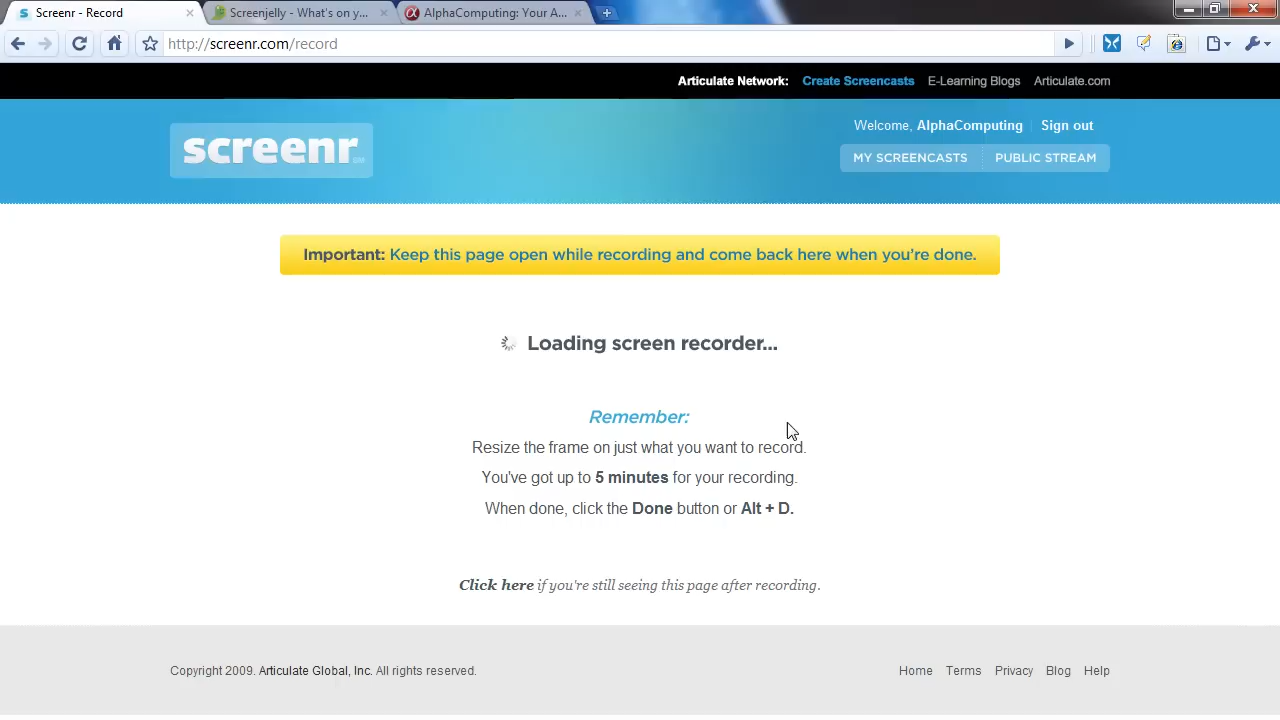 Screenr - Record
Screenjelly - What's on y...
AlphaComputing: Your A...
http://screenr.com/record
Articulate Network: Create Screencasts E-Learning Blogs Articulate.com
screenr
Welcome, AlphaComputing Sign out
MY SCREENCASTS PUBLIC STREAM
Important: Keep this page open while recording and come back here when you're done.
Loading screen recorder...
Remember:
Resize the frame on just what you want to record.
You've got up to 5 minutes for your recording.
When done, click the Done button or Alt + D.
Click here if you're still seeing this page after recording.
Copyright 2009. Articulate Global, Inc. All rights reserved.
Home Terms Privacy Blog Help